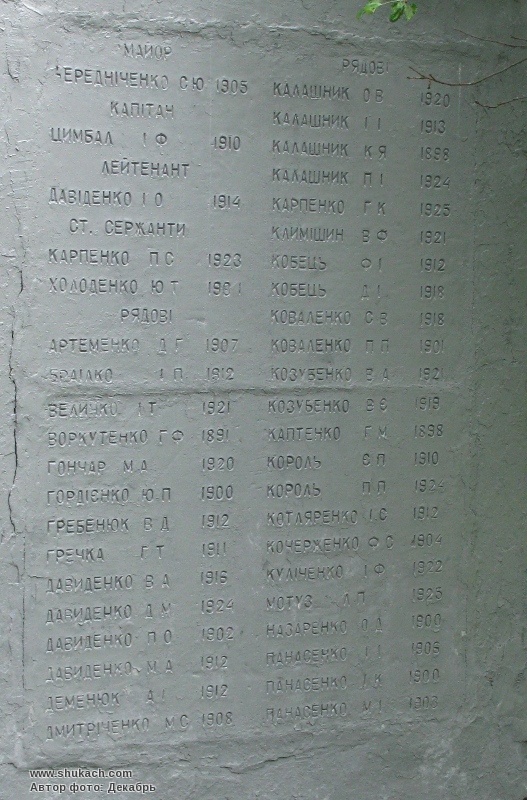 МАЙОР
ЧЕРЕДНІЧЕНКО С Ю 1905
КАПІТАН
ЦИМБАЛ І Ф 1910
ЛЕЙТЕНАНТ
ДАВІДЕНКО І О 1914
СТ. СЕРЖАНТИ
КАРПЕНКО П С 1923
ХОЛОДЕНКО Ю Т
РЯДОВІ
АРТЕМЕНКО Д Г 1907
І П 1912
ВЕЛИЧКО І Т 1921
ВОРКУТЕНКО Г Ф 1891
ГОНЧАР М А 1920
ГОРДІЄНКО Ю П 1900
ГРЕБЕНЮК В Д 1912
ГРЕЧКА Г Т 1911
ДАВИДЕНКО В А 1916
ДАВИДЕНКО Д М 1924
ДАВИДЕНКО П О 1902
ДАВИДЕНКО М А 1912
ДЕМЕНЮК А І 1912
ДМИТРІЧЕНКО М С 1908
РЯДОВІ
КАЛАШНИК О В 1920
КАЛАШНИК І І 1913
КАЛАШНИК К Я 1898
КАЛАШНИК П І 1924
КАРПЕНКО Г К 1925
КЛИМІШИН В Ф 1921
КОБЕЦЬ Ф І 1912
КОБЕЦЬ Д І 1918
КОВАЛЕНКО С В 1918
КОВАЛЕНКО П П 1901
КОЗУБЕНКО В А 1921
КОЗУБЕНКО В Є 1919
КАПТЕЧКО Г М 1898
КОРОЛЬ Є П 1910
КОРОЛЬ П П 1924
КОТЛЯРЕНКО І С 1912
КОЧЕРЖЕНКО Ф С 1904
КУЛІЧЕНКО І Ф 1922
МОТУЗ Л П 1925
НАЗАРЕНКО О Д 1900
ПАНАСЕНКО І І 1906
ПАНАСЕНКО І К 1900
ПАНАСЕНКО М І 1903
www.shukach.com
Автор фото: Декабрь